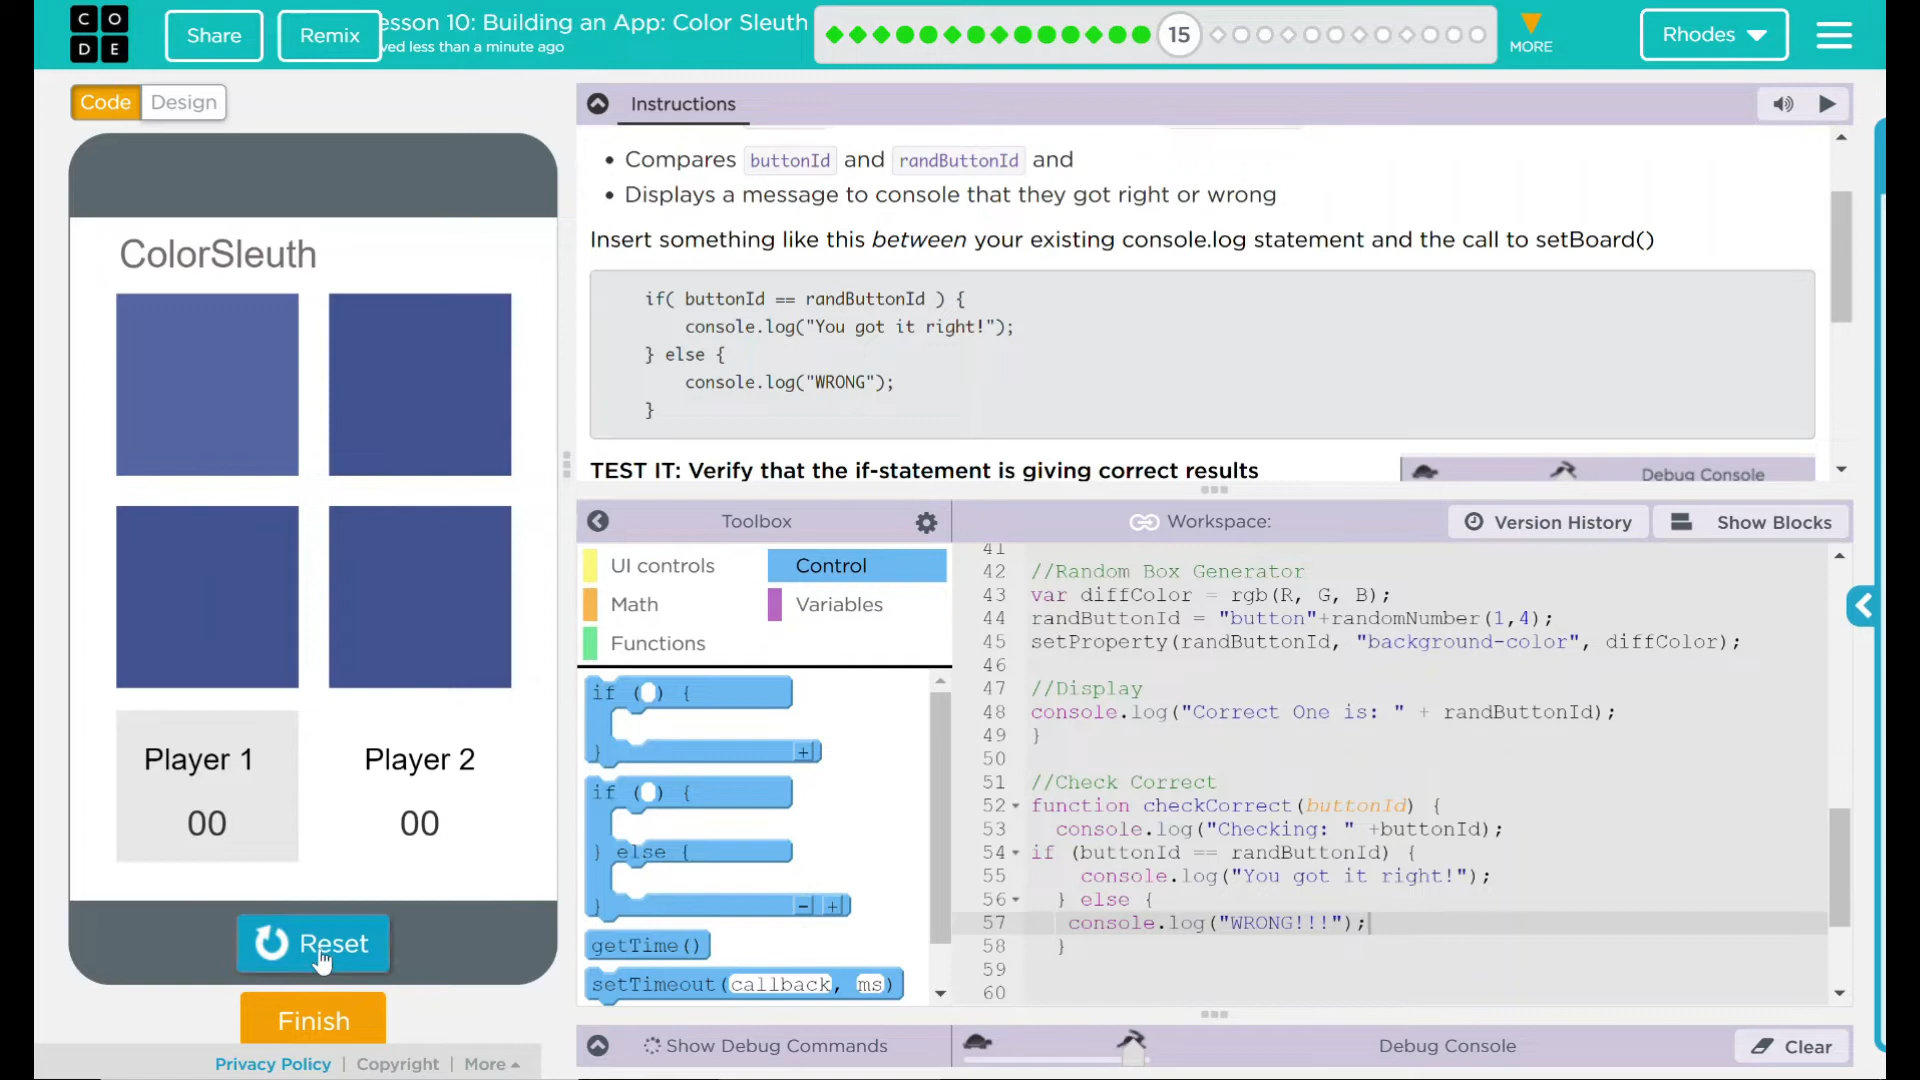 CODE
Share
Remix
esson 10: Building an App: Color Sleuth
ved less than a minute ago
15
MORE
Rhodes
Code
Design
Instructions
Compares buttonId and randButtonId and
Displays a message to console that they got right or wrong
Insert something like this between your existing console.log statement and the call to setBoard()
if( buttonId == randButtonId ) {
console.log("You got it right!");
} else {
console.log("WRONG");
}
TEST IT: Verify that the if-statement is giving correct results
Debug Console
ColorSleuth
Player 1
Player 2
00
00
Reset
Finish
Privacy Policy | Copyright | More
Toolbox
UI controls
Control
Math
Variables
Functions
if ( ) {
} +
if ( ) {
} else {
} - +
getTime()
setTimeout(callback, ms)
Workspace:
Version History
Show Blocks
41
42 //Random Box Generator
43 var diffColor = rgb(R, G, B);
44 randButtonId = "button"+randomNumber(1,4);
45 setProperty(randButtonId, "background-color", diffColor);
46
47 //Display
48 console.log("Correct One is: " + randButtonId);
49 }
50
51 //Check Correct
52 function checkCorrect(buttonId) {
53 console.log("Checking: " +buttonId);
54 if (buttonId == randButtonId) {
55 console.log("You got it right!");
56 } else {
57 console.log("WRONG!!!");
58 }
59
60
Show Debug Commands
Debug Console
Clear